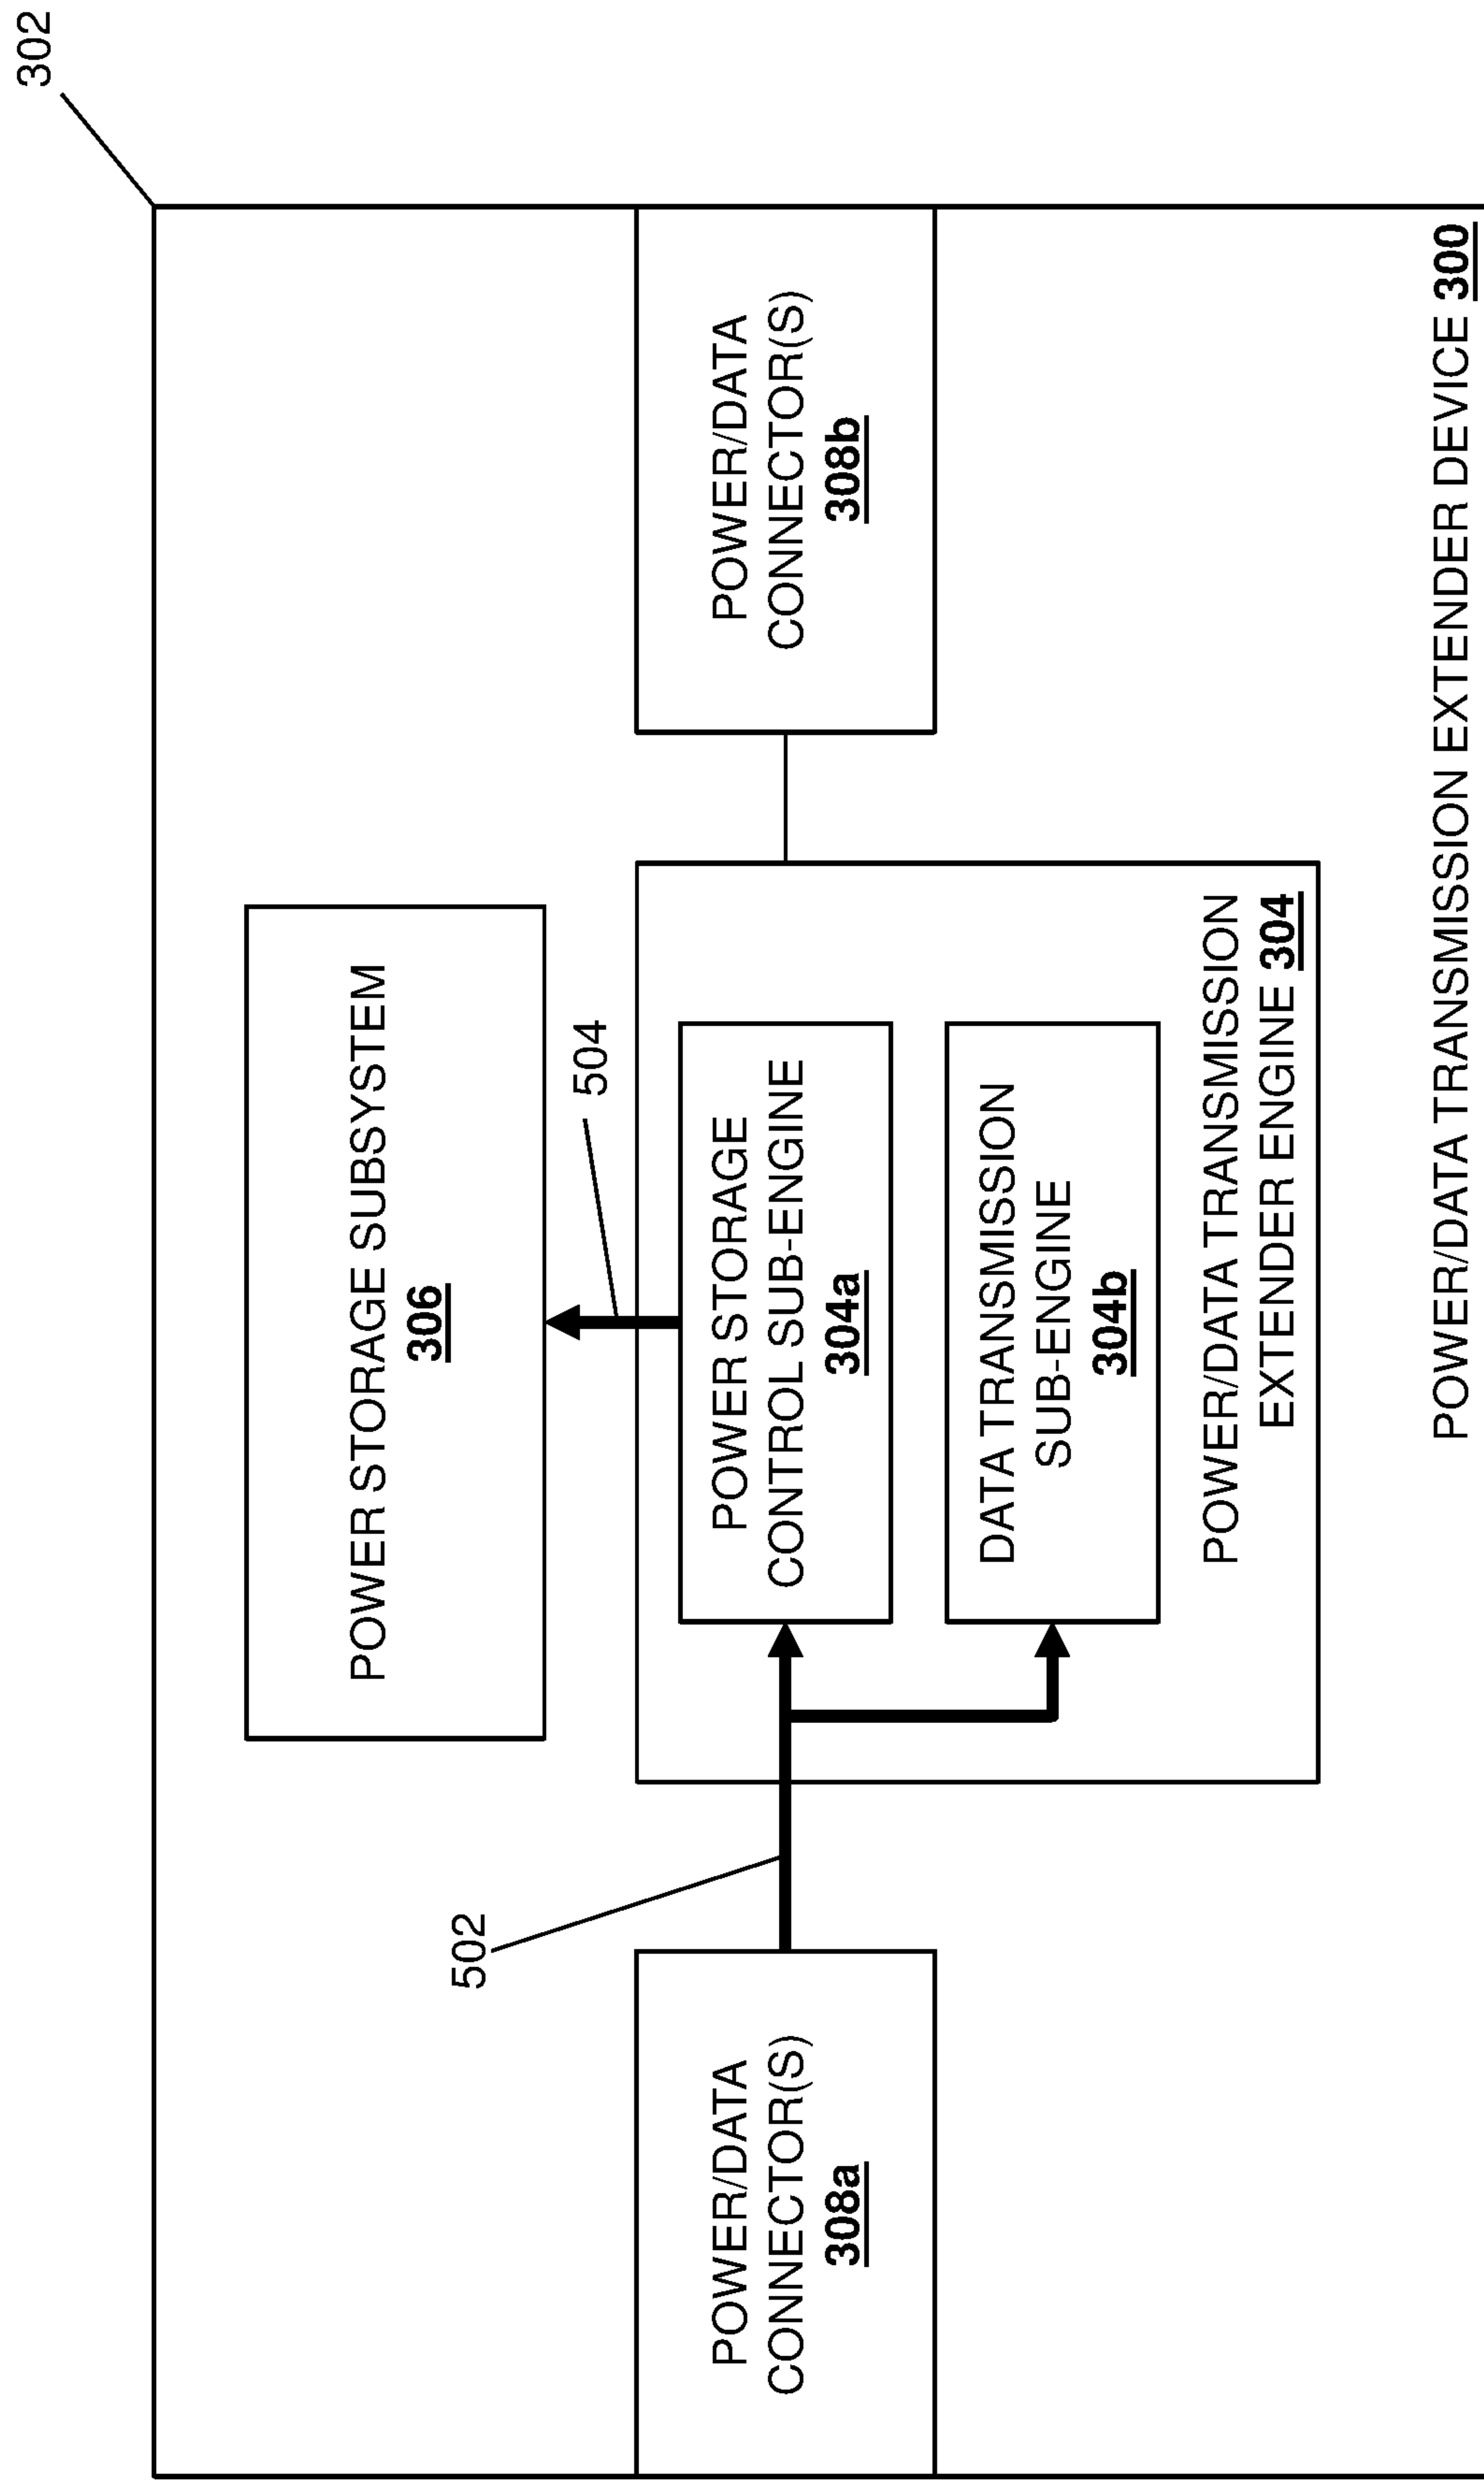 302
POWER STORAGE SUBSYSTEM
306
502
504
POWER/DATA
CONNECTOR(S)
308a
POWER STORAGE
CONTROL SUB-ENGINE
304a
POWER/DATA
CONNECTOR(S)
308b
DATA TRANSMISSION
SUB-ENGINE
304b
POWER/DATA TRANSMISSION
EXTENDER ENGINE 304
POWER/DATA TRANSMISSION EXTENDER DEVICE 300